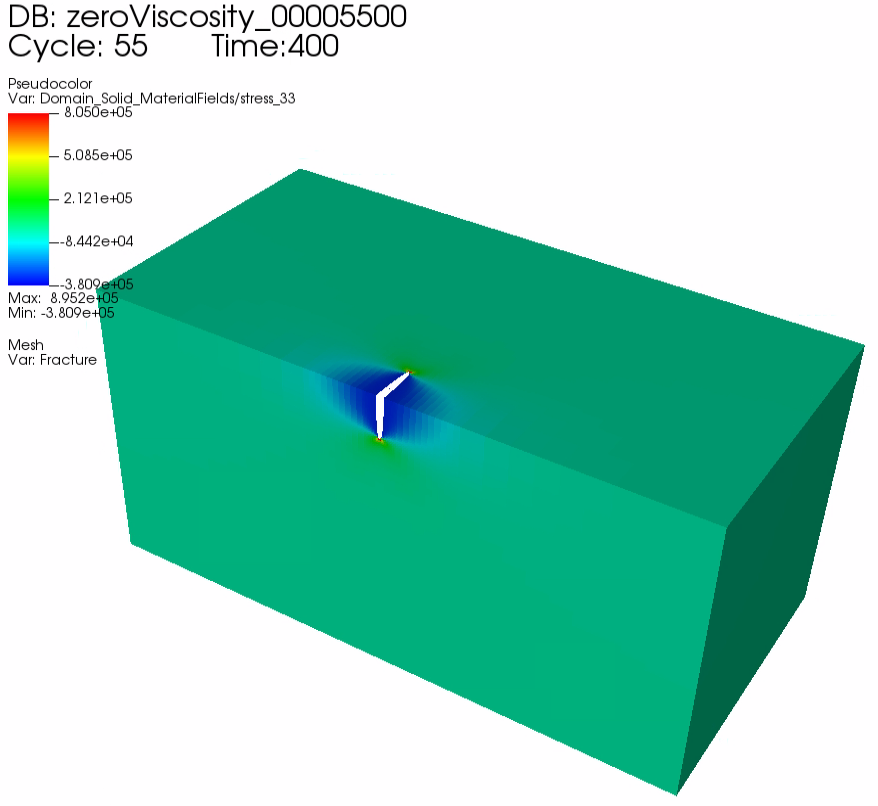 DB: zeroViscosity_00005500
Cycle: 55 Time:400
Pseudocolor
Var: Domain_Solid_MaterialFields/stress_33
8.050e+05
5.085e+05
2.121e+05
-8.442e+04
-3.809e+05
Max: 8.952e+05
Min: -3.809e+05
Mesh
Var: Fracture